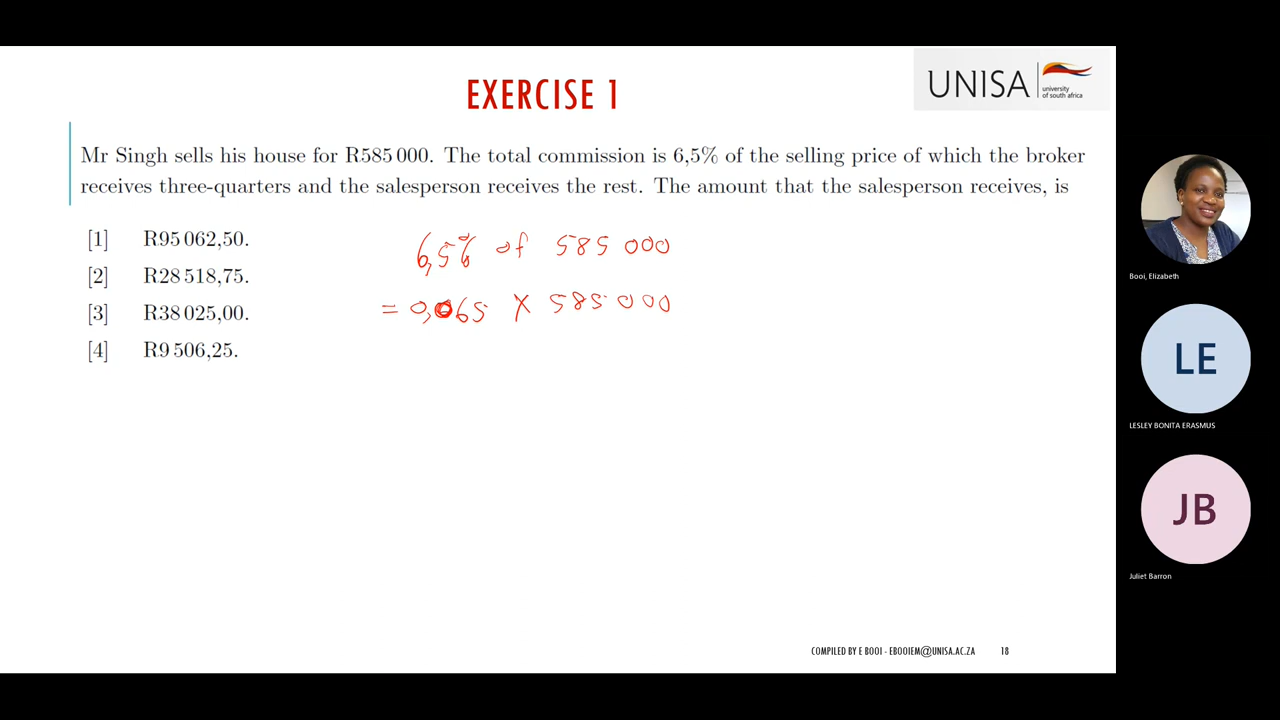 EXERCISE 1
UNISA
university
of south africa
Mr Singh sells his house for R585 000. The total commission is 6,5% of the selling price of which the broker
receives three-quarters and the salesperson receives the rest. The amount that the salesperson receives, is
[1] R95 062,50.
[2] R28 518,75.
[3] R38 025,00.
[4] R9 506,25.
6,5% of 585 000
= 0,065 X 585 000
COMPILED BY E BOOI - EBOOIEM@UNISA.AC.ZA 18
Booi, Elizabeth
LE
LESLEY BONITA ERASMUS
JB
Juliet Barron